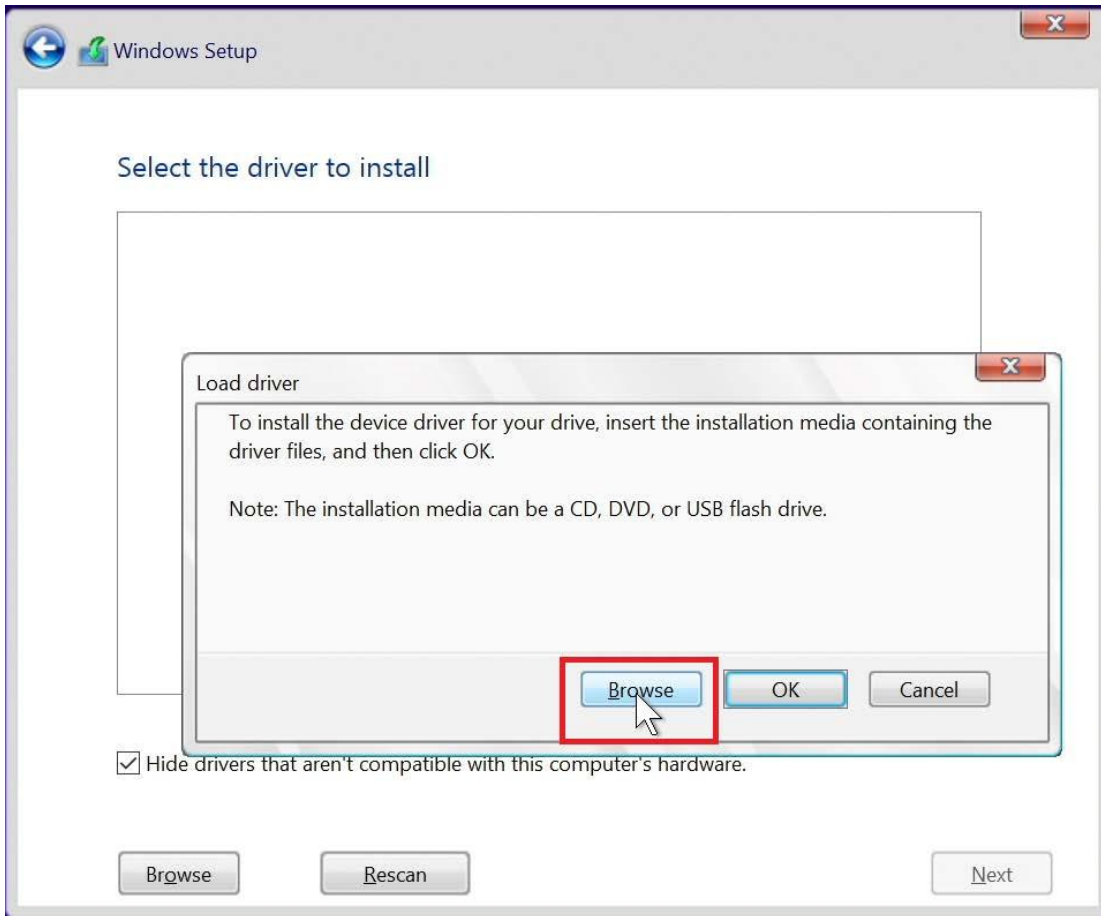 Windows Setup
Select the driver to install
Load driver
To install the device driver for your drive, insert the installation media containing the
driver files, and then click OK.
Note: The installation media can be a CD, DVD, or USB flash drive.
Browse
OK
Cancel
Hide drivers that aren't compatible with this computer's hardware.
Browse
Rescan
Next